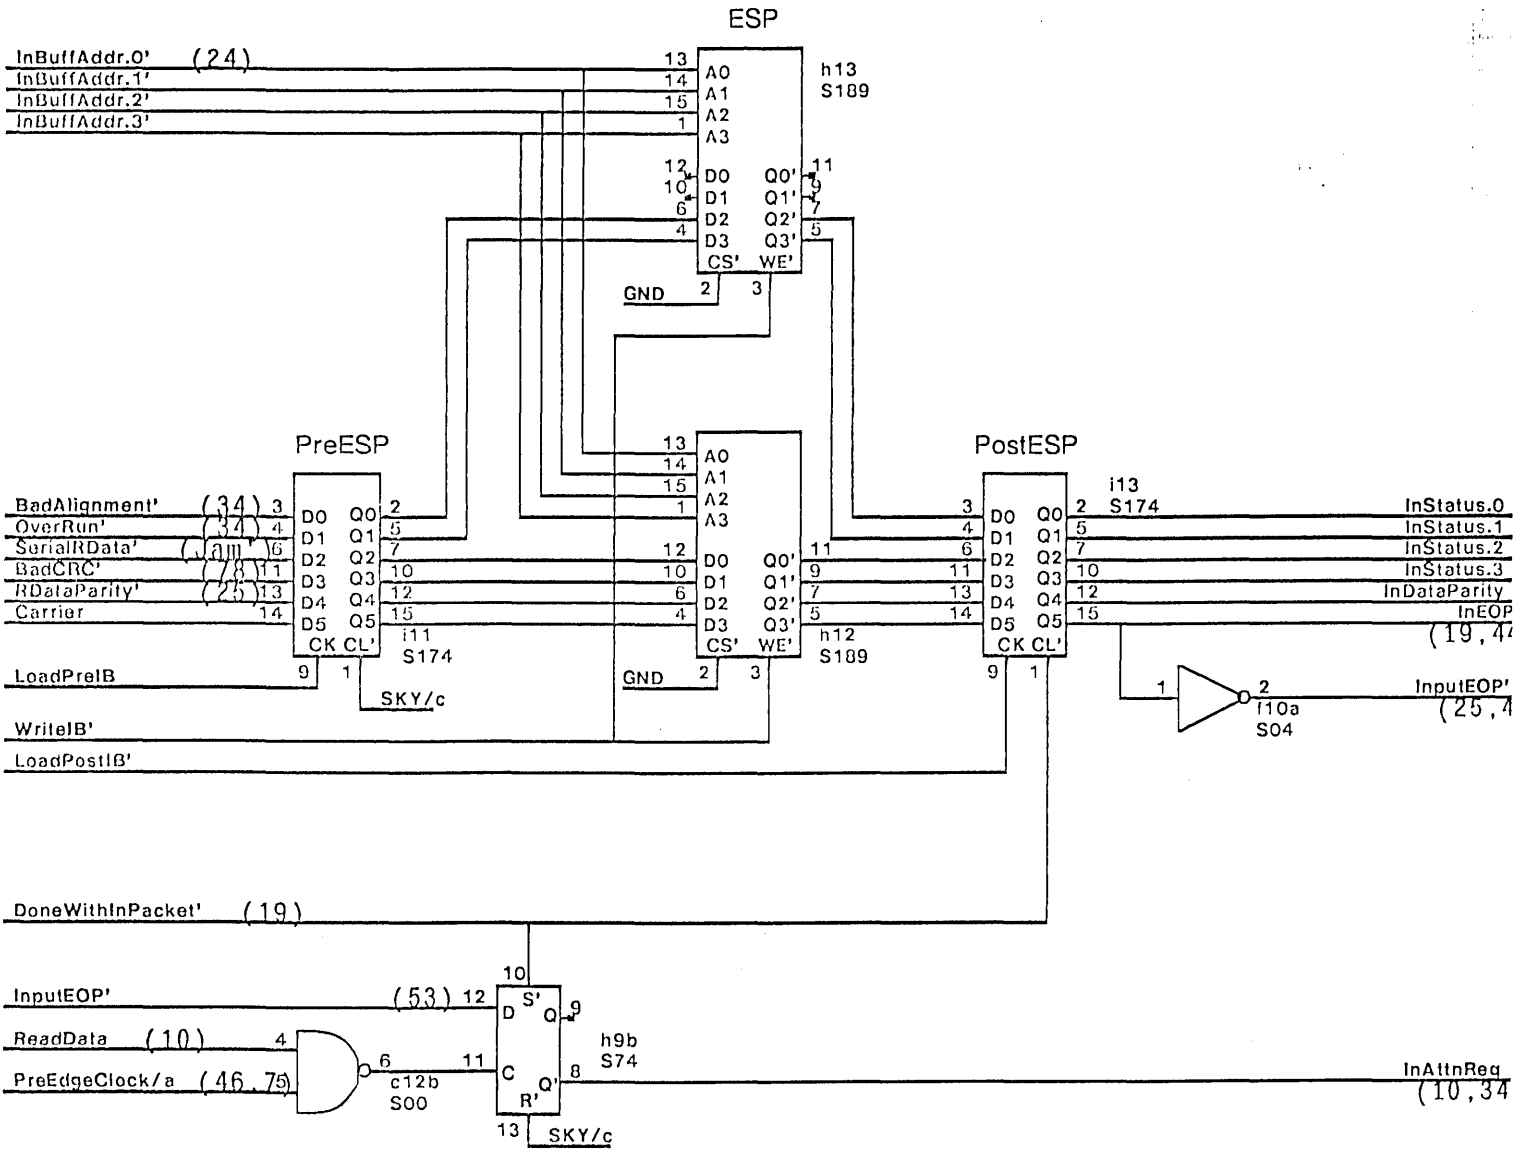 ESP
InBuffAddr.0' (24)
InBuffAddr.1'
InBuffAddr.2'
InBuffAddr.3'
13 A0
14 A1
15 A2
1 A3
h13
S189
12 D0 Q0' 11
10 D1 Q1' 9
6 D2 Q2' 7
4 D3 Q3' 5
CS' WE'
GND 2 3
PreESP
PostESP
13 A0
14 A1
15 A2
1 A3
BadAlignment' (34) 3 D0 Q0 2
OverRun' (34) 4 D1 Q1 5
SerialRData' (Jam') 6 D2 Q2 7
BadCRC' (28) 11 D3 Q3 10
RDataParity' (25) 13 D4 Q4 12
Carrier 14 D5 Q5 15
CK CL'
i11
S174
9 1
SKY/c
12 D0 Q0' 11
10 D1 Q1' 9
6 D2 Q2' 7
4 D3 Q3' 5
CS' WE'
h12
S189
GND 2 3
i13
S174
3 D0 Q0 2 InStatus.0
4 D1 Q1 5 InStatus.1
6 D2 Q2 7 InStatus.2
11 D3 Q3 10 InStatus.3
13 D4 Q4 12 InDataParity
14 D5 Q5 15 InEOP
(19,44
CK CL'
9 1
1 2 InputEOP'
f10a
S04
(25,4
LoadPreIB
WriteIB'
LoadPostIB'
DoneWithInPacket' (19)
10
InputEOP' (53) 12 D S' Q 9
ReadData (10) 4
PreEdgeClock/a (46,75)
6 11 C
c12b
S00
h9b
S74
Q' 8 InAttnReq
(10,34
R'
13 SKY/c